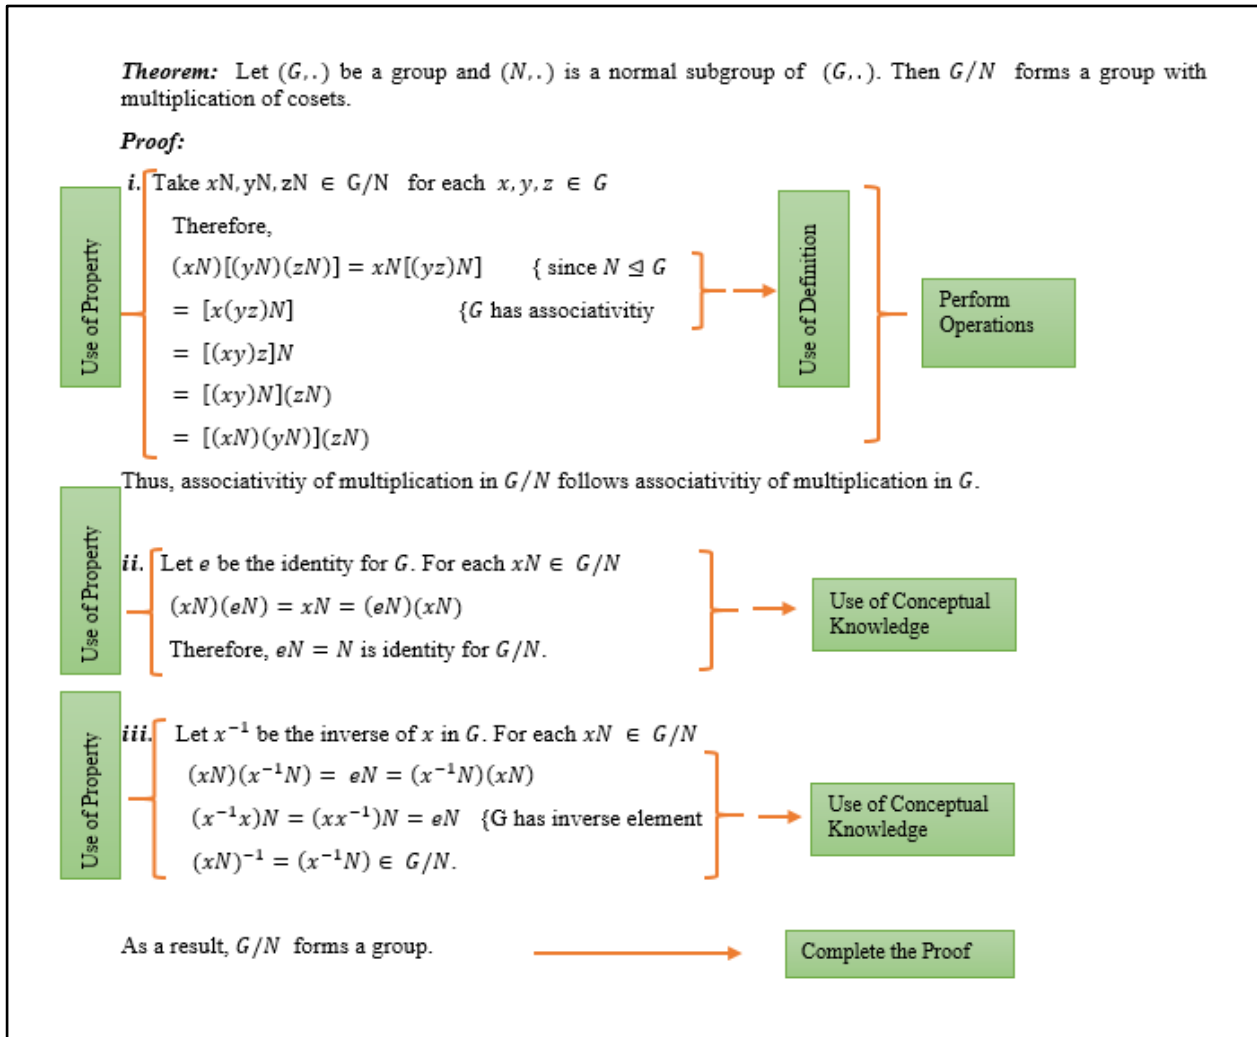 Theorem: Let (G,.) be a group and (N,.) is a normal subgroup of (G,.). Then G/N forms a group with
multiplication of cosets.
Proof:
Use of Property
i. Take xN, yN, zN ∈ G/N for each x, y, z ∈ G
Therefore,
(xN)[(yN)(zN)] = xN[(yz)N] { since N ⊴ G
= [x(yz)N] {G has associativitiy
= [(xy)z]N
= [(xy)N](zN)
= [(xN)(yN)](zN)
Use of Definition
Perform
Operations
Thus, associativitiy of multiplication in G/N follows associativitiy of multiplication in G.
Use of Property
ii. Let e be the identity for G. For each xN ∈ G/N
(xN)(eN) = xN = (eN)(xN)
Therefore, eN = N is identity for G/N.
Use of Conceptual
Knowledge
Use of Property
iii. Let x⁻¹ be the inverse of x in G. For each xN ∈ G/N
(xN)(x⁻¹N) = eN = (x⁻¹N)(xN)
(x⁻¹x)N = (xx⁻¹)N = eN {G has inverse element
(xN)⁻¹ = (x⁻¹N) ∈ G/N.
Use of Conceptual
Knowledge
As a result, G/N forms a group.
Complete the Proof